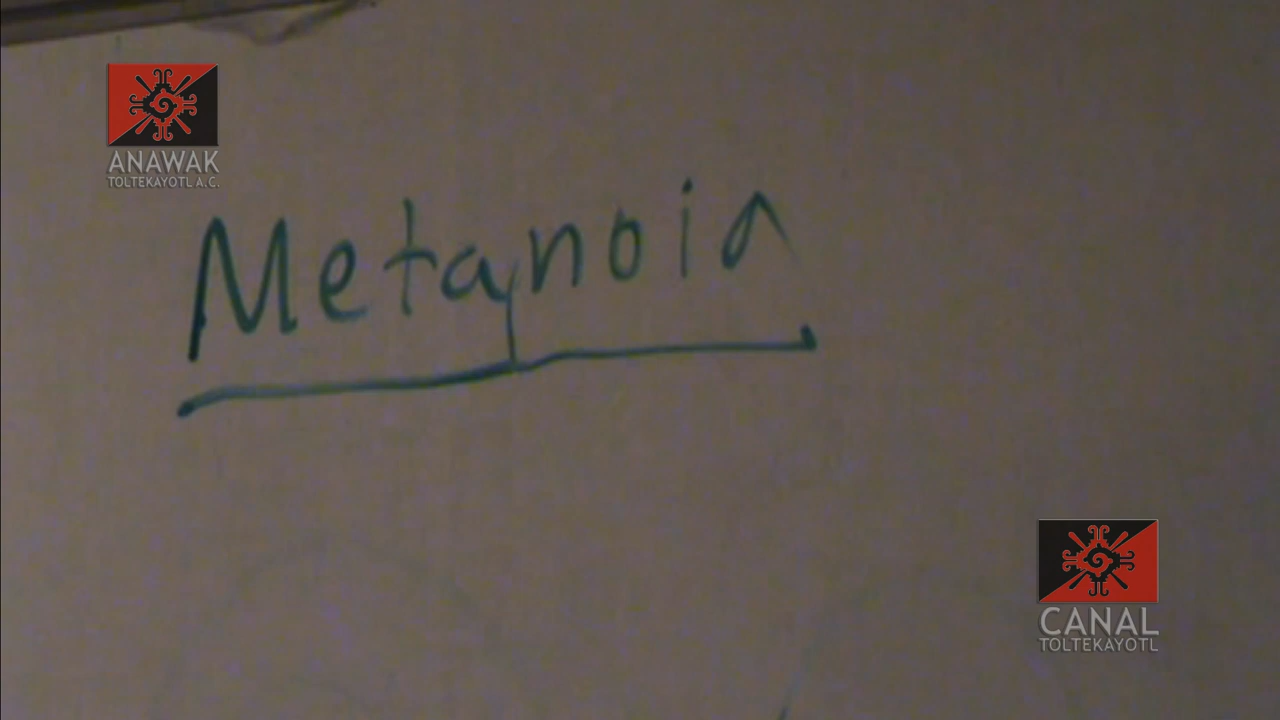 ANAWAK
TOLTEKAYOTL A.C.
Metanoia
CANAL
TOLTEKAYOTL